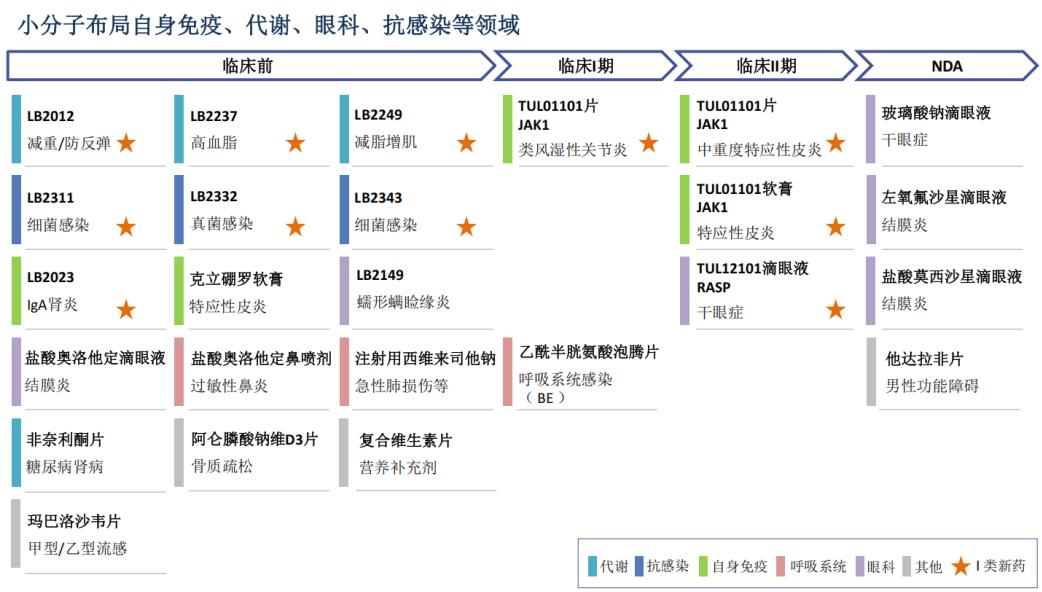 小分子布局自身免疫、代谢、眼科、抗感染等领域
临床前
临床I期
临床II期
NDA
LB2012
减重/防反弹
LB2237
高血脂
LB2249
减脂增肌
TUL01101片
JAK1
类风湿性关节炎
TUL01101片
JAK1
中重度特应性皮炎
玻璃酸钠滴眼液
干眼症
LB2311
细菌感染
LB2332
真菌感染
LB2343
细菌感染
TUL01101软膏
JAK1
特应性皮炎
左氧氟沙星滴眼液
结膜炎
LB2023
IgA肾炎
克立硼罗软膏
特应性皮炎
LB2149
蠕形螨睑缘炎
TUL12101滴眼液
RASP
干眼症
盐酸莫西沙星滴眼液
结膜炎
盐酸奥洛他定滴眼液
结膜炎
盐酸奥洛他定鼻喷剂
过敏性鼻炎
注射用西维来司他钠
急性肺损伤等
乙酰半胱氨酸泡腾片
呼吸系统感染
（BE）
他达拉非片
男性功能障碍
非奈利酮片
糖尿病肾病
阿仑膦酸钠维D3片
骨质疏松
复合维生素片
营养补充剂
玛巴洛沙韦片
甲型/乙型流感
代谢
抗感染
自身免疫
呼吸系统
眼科
其他
I 类新药